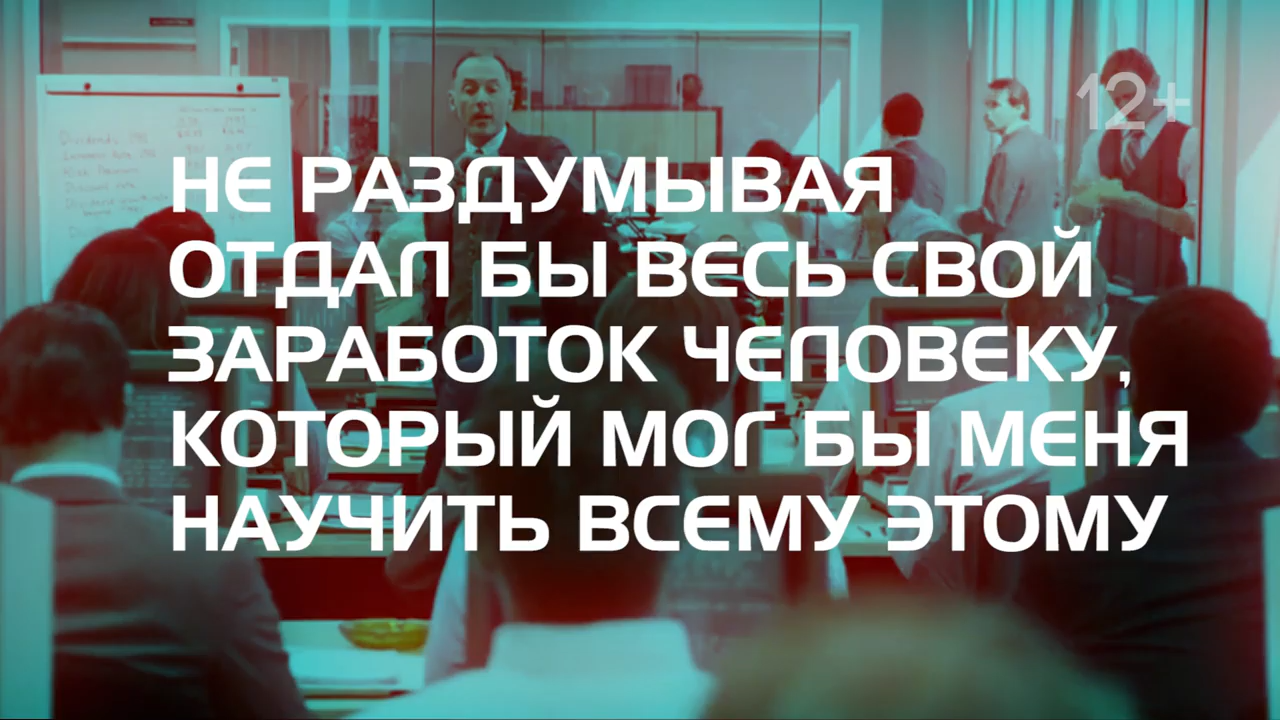 12+
НЕ РАЗДУМЫВАЯ
ОТДАЛ БЫ ВЕСЬ СВОЙ
ЗАРАБОТОК ЧЕЛОВЕКУ,
КОТОРЫЙ МОГ БЫ МЕНЯ
НАУЧИТЬ ВСЕМУ ЭТОМУ